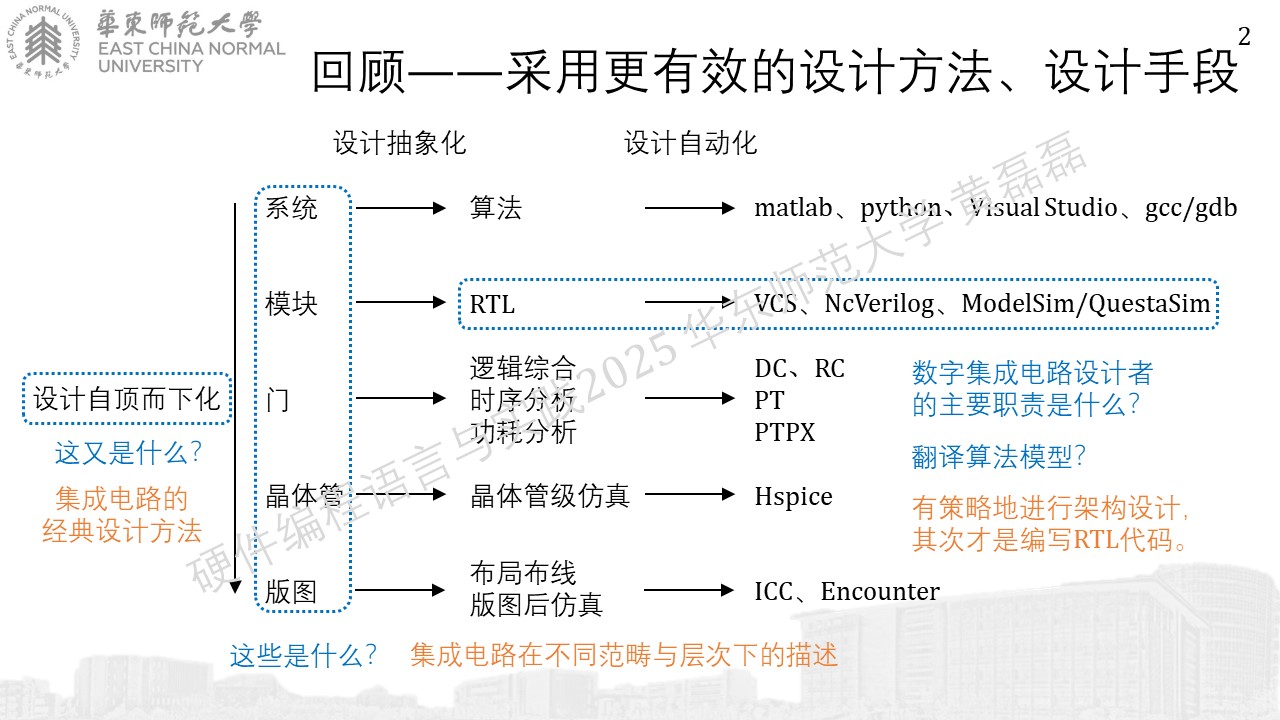 華東師範大學
EAST CHINA NORMAL
UNIVERSITY
EAST CHINA NORMAL UNIVERSITY
華東師範大學
2
回顾——采用更有效的设计方法、设计手段
设计抽象化
设计自动化
系统
算法
matlab、python、Visual Studio、gcc/gdb
模块
RTL
VCS、NcVerilog、ModelSim/QuestaSim
设计自顶而下化
门
逻辑综合
时序分析
功耗分析
DC、RC
PT
PTPX
数字集成电路设计者
的主要职责是什么？
这又是什么？
翻译算法模型？
集成电路的
经典设计方法
晶体管
晶体管级仿真
Hspice
有策略地进行架构设计，
其次才是编写RTL代码。
版图
布局布线
版图后仿真
ICC、Encounter
这些是什么？
集成电路在不同范畴与层次下的描述
硬件编程语言与实践2025 华东师范大学 黄磊磊